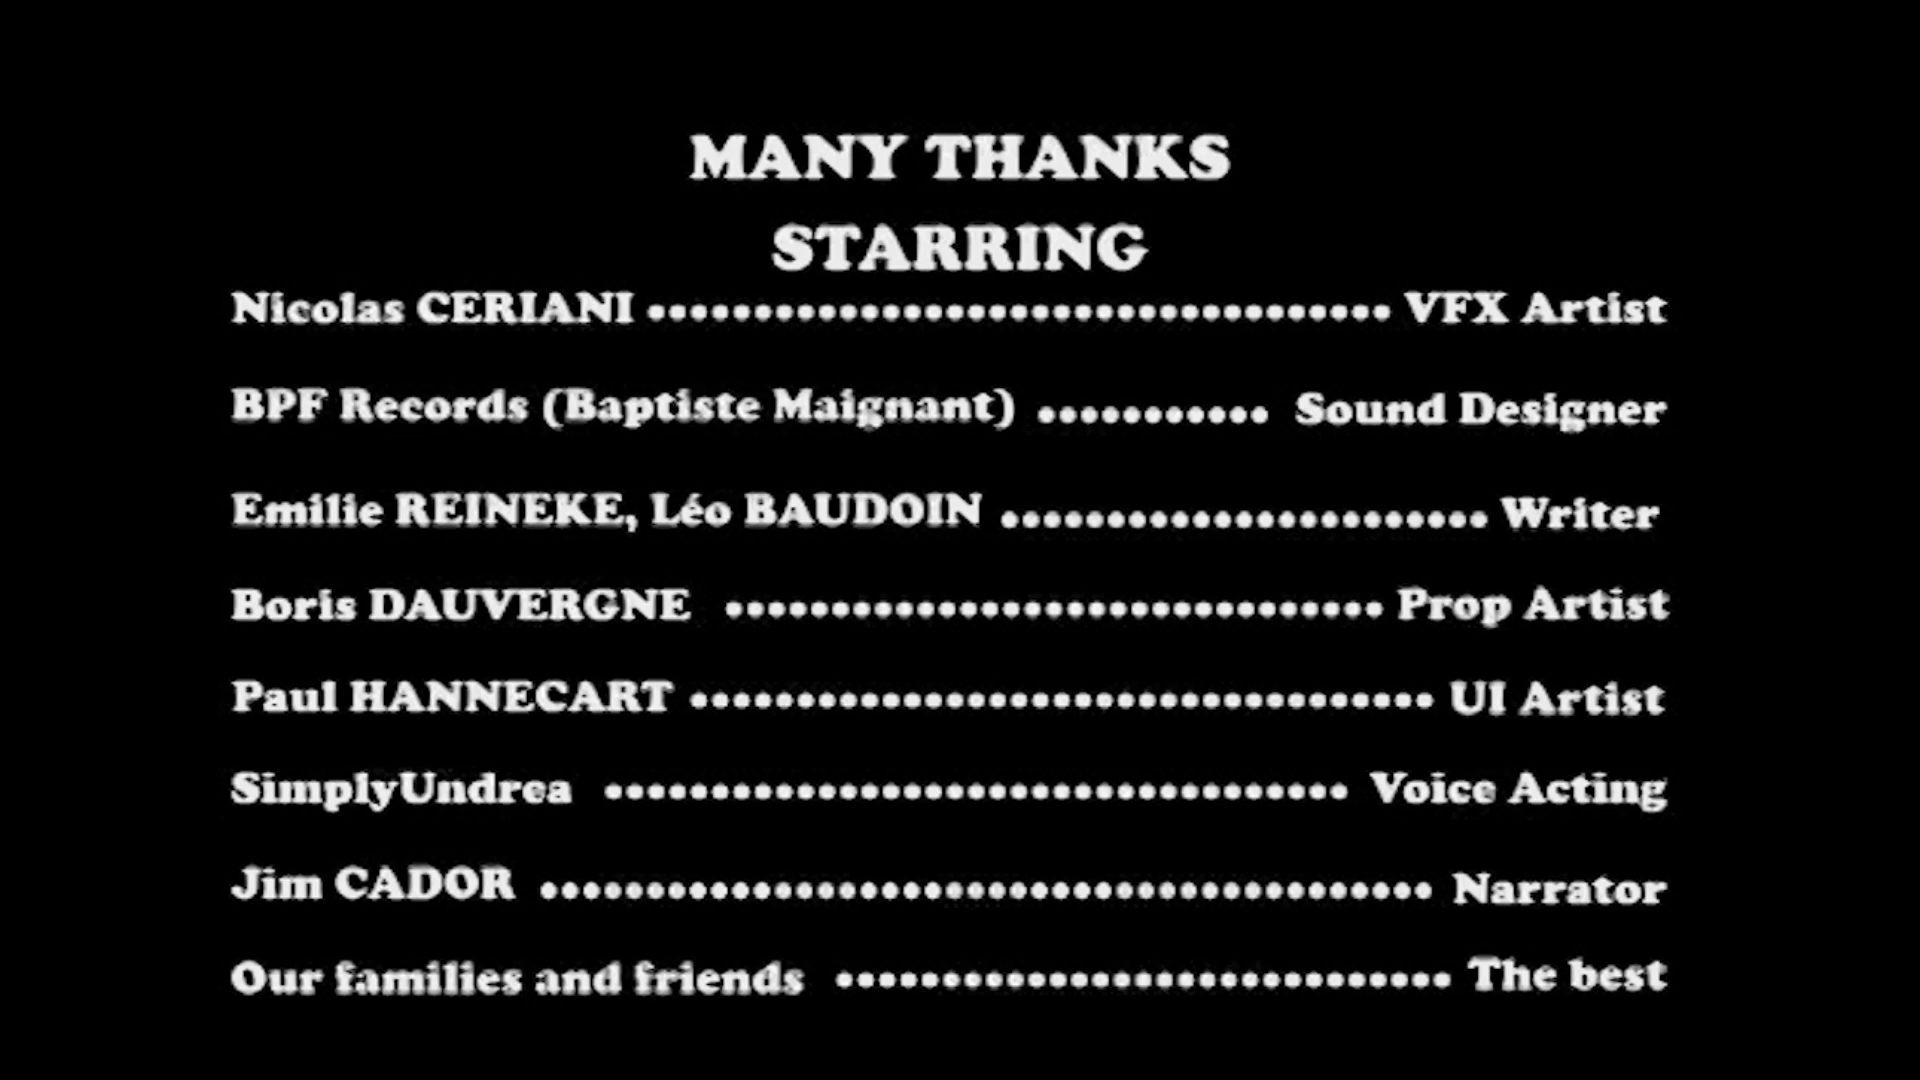 MANY THANKS
STARRING
Nicolas CERIANI ................................... VFX Artist
BPF Records (Baptiste Maignant) ........... Sound Designer
Emilie REINEKE, Léo BAUDOIN ....................... Writer
Boris DAUVERGNE ............................... Prop Artist
Paul HANNECART ................................... UI Artist
SimplyUndrea ................................... Voice Acting
Jim CADOR .......................................... Narrator
Our families and friends ............................. The best